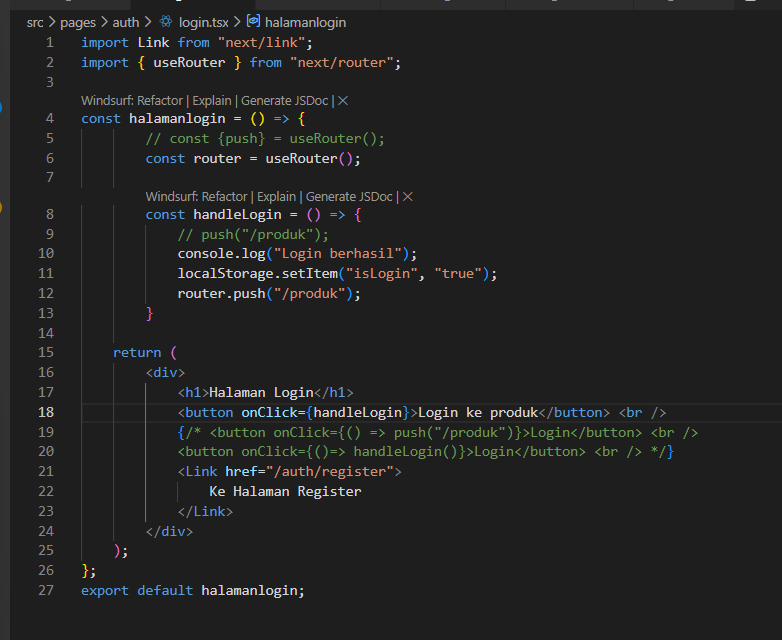 src > pages > auth > login.tsx > halamanlogin
1 import Link from "next/link";
2 import { useRouter } from "next/router";
3
Windsurf: Refactor | Explain | Generate JSDoc | ×
4 const halamanlogin = () => {
5 // const {push} = useRouter();
6 const router = useRouter();
7
Windsurf: Refactor | Explain | Generate JSDoc | ×
8 const handleLogin = () => {
9 // push("/produk");
10 console.log("Login berhasil");
11 localStorage.setItem("isLogin", "true");
12 router.push("/produk");
13 }
14
15 return (
16 <div>
17 <h1>Halaman Login</h1>
18 <button onClick={handleLogin}>Login ke produk</button> <br />
19 {/* <button onClick={() => push("/produk")}>Login</button> <br />
20 <button onClick={()=> handleLogin()}>Login</button> <br /> */}
21 <Link href="/auth/register">
22 Ke Halaman Register
23 </Link>
24 </div>
25 );
26 };
27 export default halamanlogin;